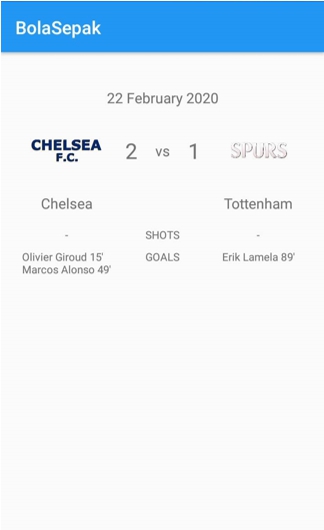 BolaSepak
22 February 2020
CHELSEA
F.C.
2 vs 1
SPURS
Chelsea
Tottenham
- SHOTS -
Olivier Giroud 15'
Marcos Alonso 49'
GOALS
Erik Lamela 89'